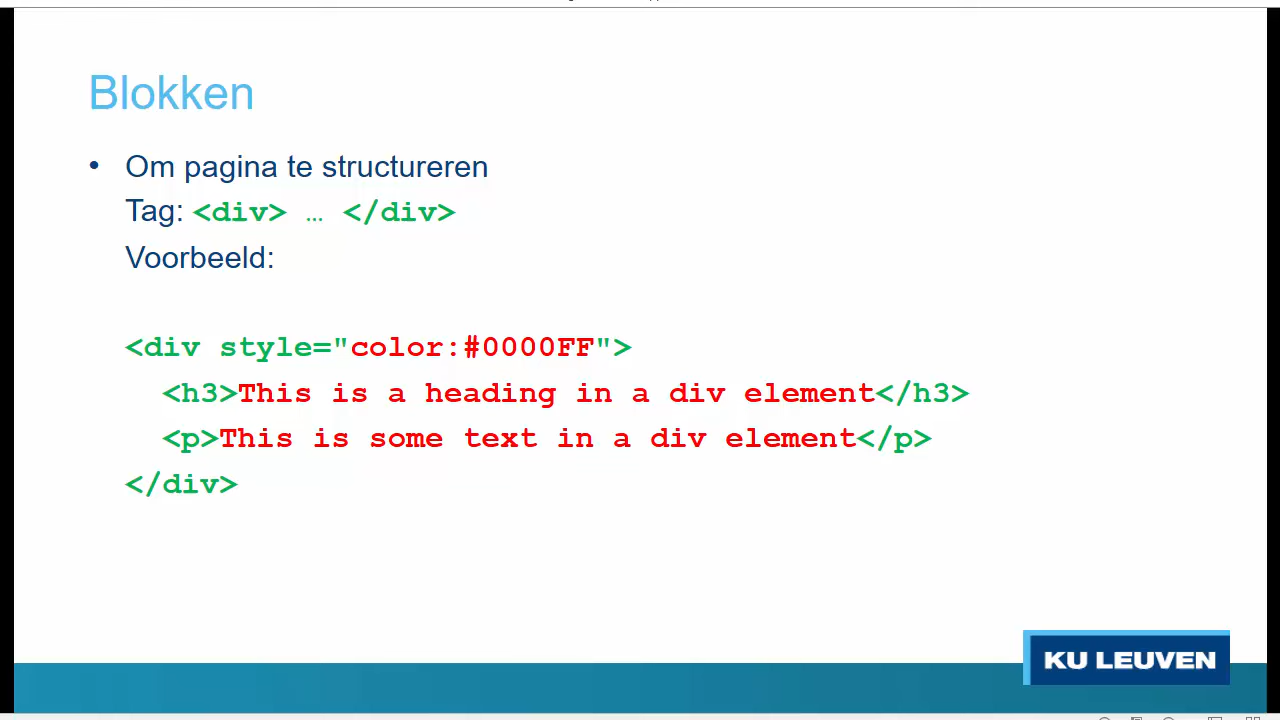 Blokken
• Om pagina te structureren
Tag: <div> … </div>
Voorbeeld:
<div style="color:#0000FF">
<h3>This is a heading in a div element</h3>
<p>This is some text in a div element</p>
</div>
KU LEUVEN